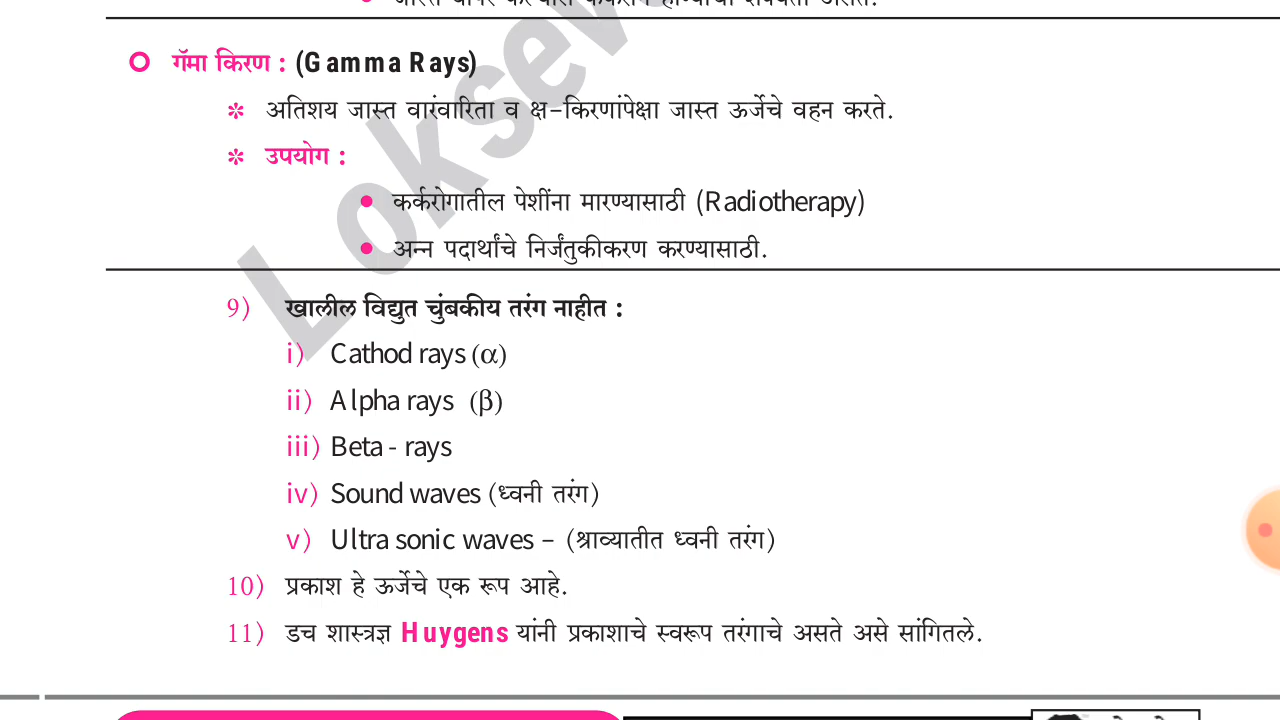 गॅमा किरण : (Gamma Rays)
* अतिशय जास्त वारंवारिता व क्ष-किरणांपेक्षा जास्त ऊर्जेचे वहन करते.
* उपयोग :
• कर्करोगातील पेशींना मारण्यासाठी (Radiotherapy)
• अन्न पदार्थांचे निर्जंतुकीकरण करण्यासाठी.
9) खालील विद्युत चुंबकीय तरंग नाहीत :
i) Cathod rays (α)
ii) Alpha rays (β)
iii) Beta - rays
iv) Sound waves (ध्वनी तरंग)
v) Ultra sonic waves – (श्राव्यातीत ध्वनी तरंग)
10) प्रकाश हे ऊर्जेचे एक रूप आहे.
11) डच शास्त्रज्ञ Huygens यांनी प्रकाशाचे स्वरूप तरंगाचे असते असे सांगितले.